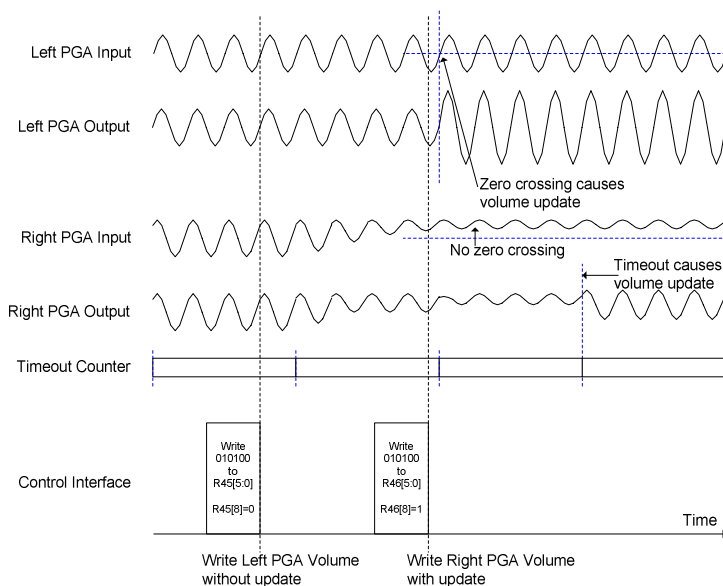 Left PGA Input
Left PGA Output
Zero crossing causes
volume update
Right PGA Input
No zero crossing
Timeout causes
volume update
Right PGA Output
Timeout Counter
Write
010100
to
R45[5:0]
R45[8]=0
Write
010100
to
R46[5:0]
R46[8]=1
Control Interface
Time
Write Left PGA Volume
without update
Write Right PGA Volume
with update